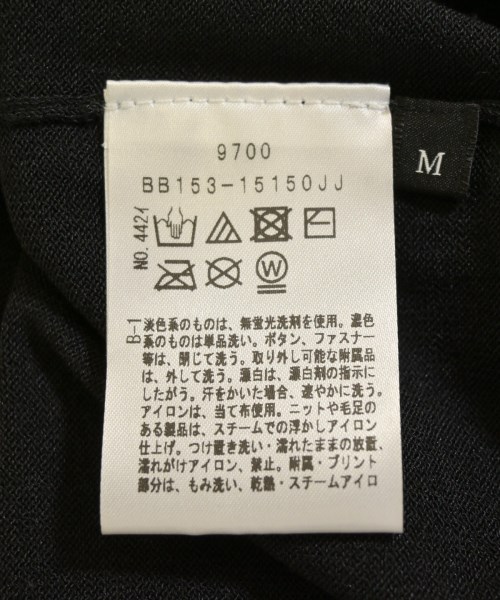 9700
BB153-15150JJ
M
NO.442イ
W
B-1
淡色系のものは、無蛍光洗剤を使用。濃色
系のものは単品洗い。ボタン、ファスナー
等は、閉じて洗う。取り外し可能な附属品
は、外して洗う。漂白は、漂白剤の指示に
したがう。汗をかいた場合、速やかに洗う。
アイロンは、当て布使用。ニットや毛足の
ある製品は、スチームでの浮かしアイロン
仕上げ。つけ置き洗い・濡れたままの放置、
濡れがけアイロン、禁止。附属・プリント
部分は、もみ洗い、乾熱・スチームアイロ